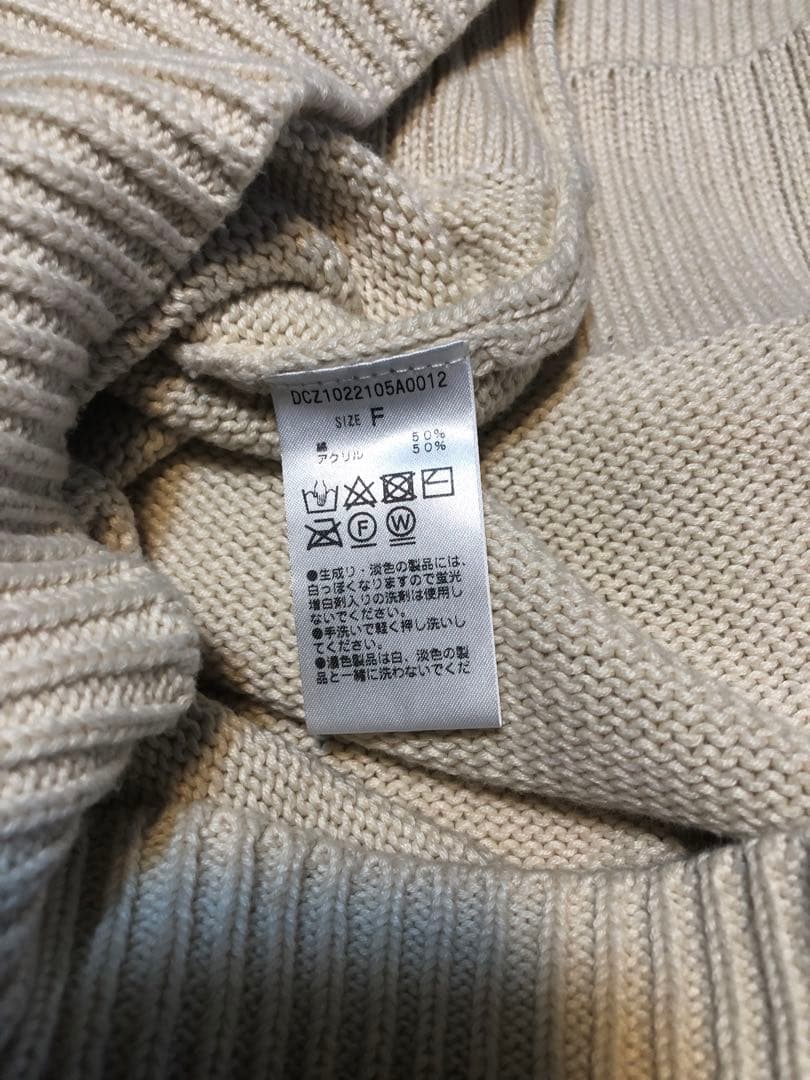 DCZ1022105A0012
SIZE F
綿 50%
アクリル 50%
F W
●生成り・淡色の製品には、
白っぽくなりますので蛍光
増白剤入りの洗剤は使用し
ないでください。
●手洗いで軽く押し洗いし
てください。
●濃色製品は白、淡色の製
品と一緒に洗わないでくだ